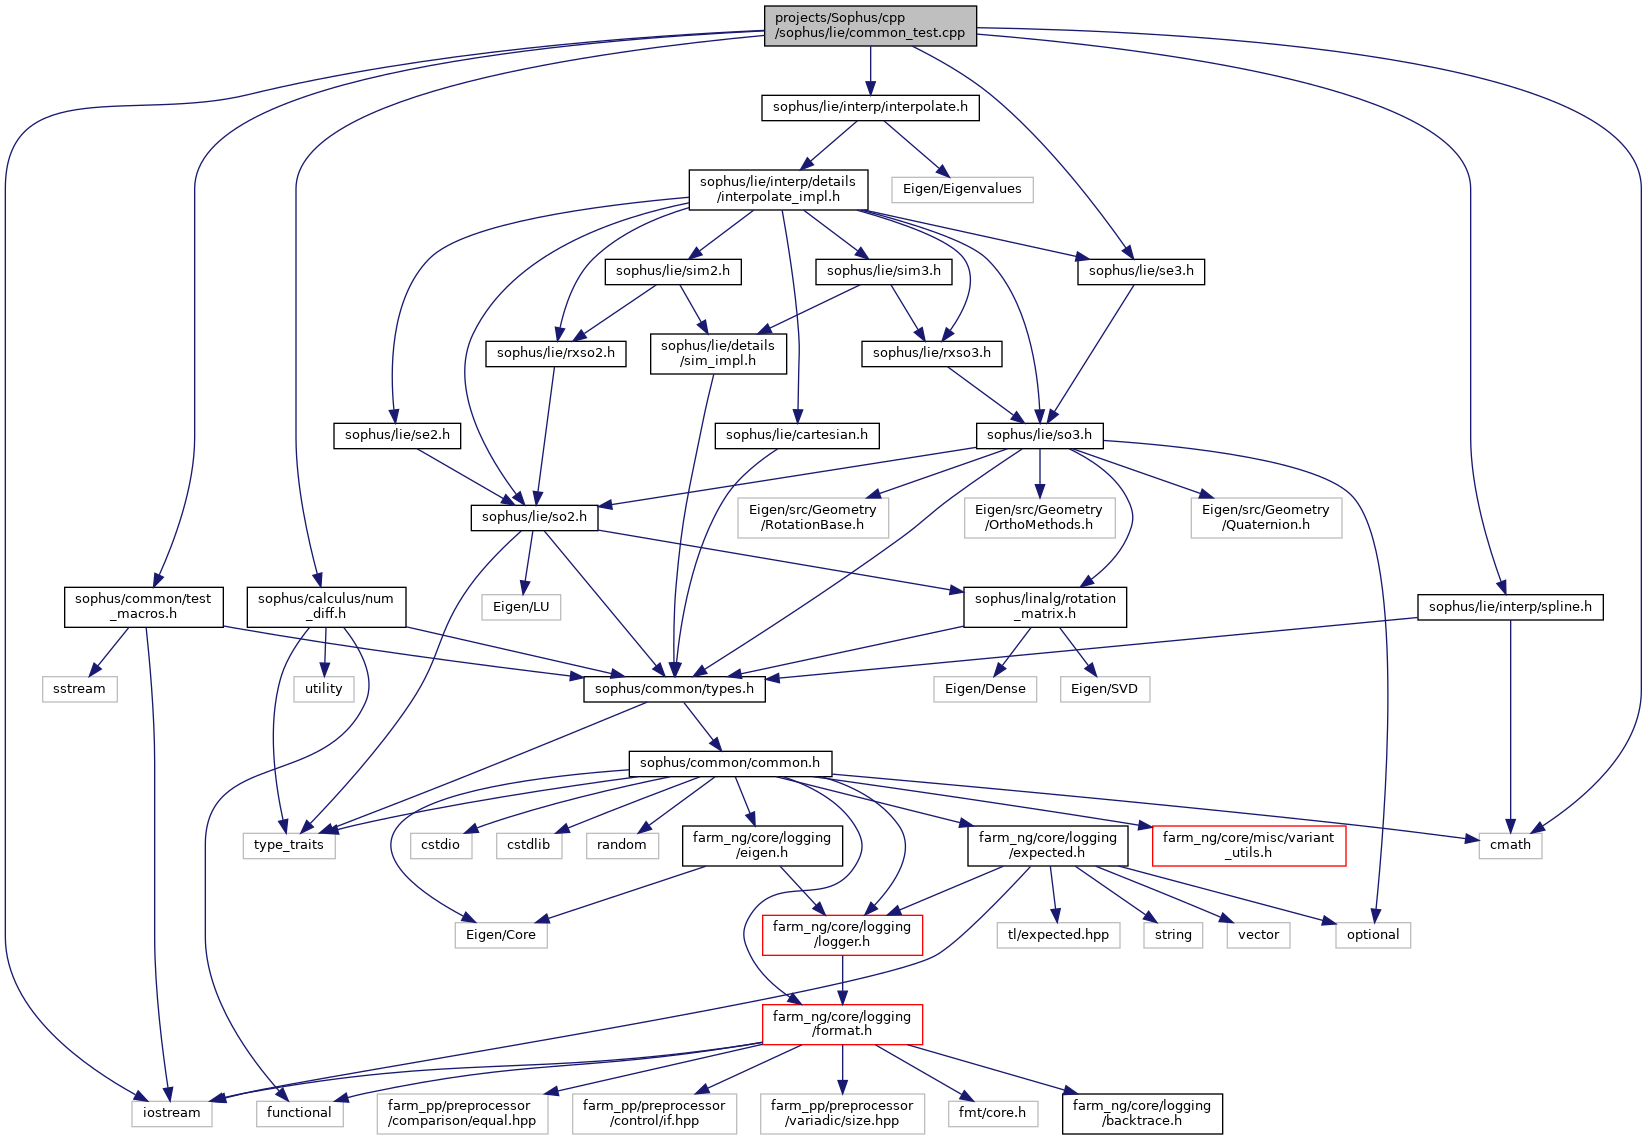 projects/Sophus/cpp
/sophus/lie/common_test.cpp
sophus/lie/interp/interpolate.h
sophus/lie/interp/details
/interpolate_impl.h
Eigen/Eigenvalues
sophus/lie/sim2.h
sophus/lie/sim3.h
sophus/lie/se3.h
sophus/lie/rxso2.h
sophus/lie/details
/sim_impl.h
sophus/lie/rxso3.h
sophus/lie/se2.h
sophus/lie/cartesian.h
sophus/lie/so3.h
sophus/lie/so2.h
Eigen/src/Geometry
/RotationBase.h
Eigen/src/Geometry
/OrthoMethods.h
Eigen/src/Geometry
/Quaternion.h
sophus/common/test
_macros.h
sophus/calculus/num
_diff.h
Eigen/LU
sophus/linalg/rotation
_matrix.h
sophus/lie/interp/spline.h
sstream
utility
sophus/common/types.h
Eigen/Dense
Eigen/SVD
sophus/common/common.h
type_traits
cstdio
cstdlib
random
farm_ng/core/logging
/eigen.h
farm_ng/core/logging
/expected.h
farm_ng/core/misc/variant
_utils.h
cmath
Eigen/Core
farm_ng/core/logging
/logger.h
tl/expected.hpp
string
vector
optional
farm_ng/core/logging
/format.h
iostream
functional
farm_pp/preprocessor
/comparison/equal.hpp
farm_pp/preprocessor
/control/if.hpp
farm_pp/preprocessor
/variadic/size.hpp
fmt/core.h
farm_ng/core/logging
/backtrace.h